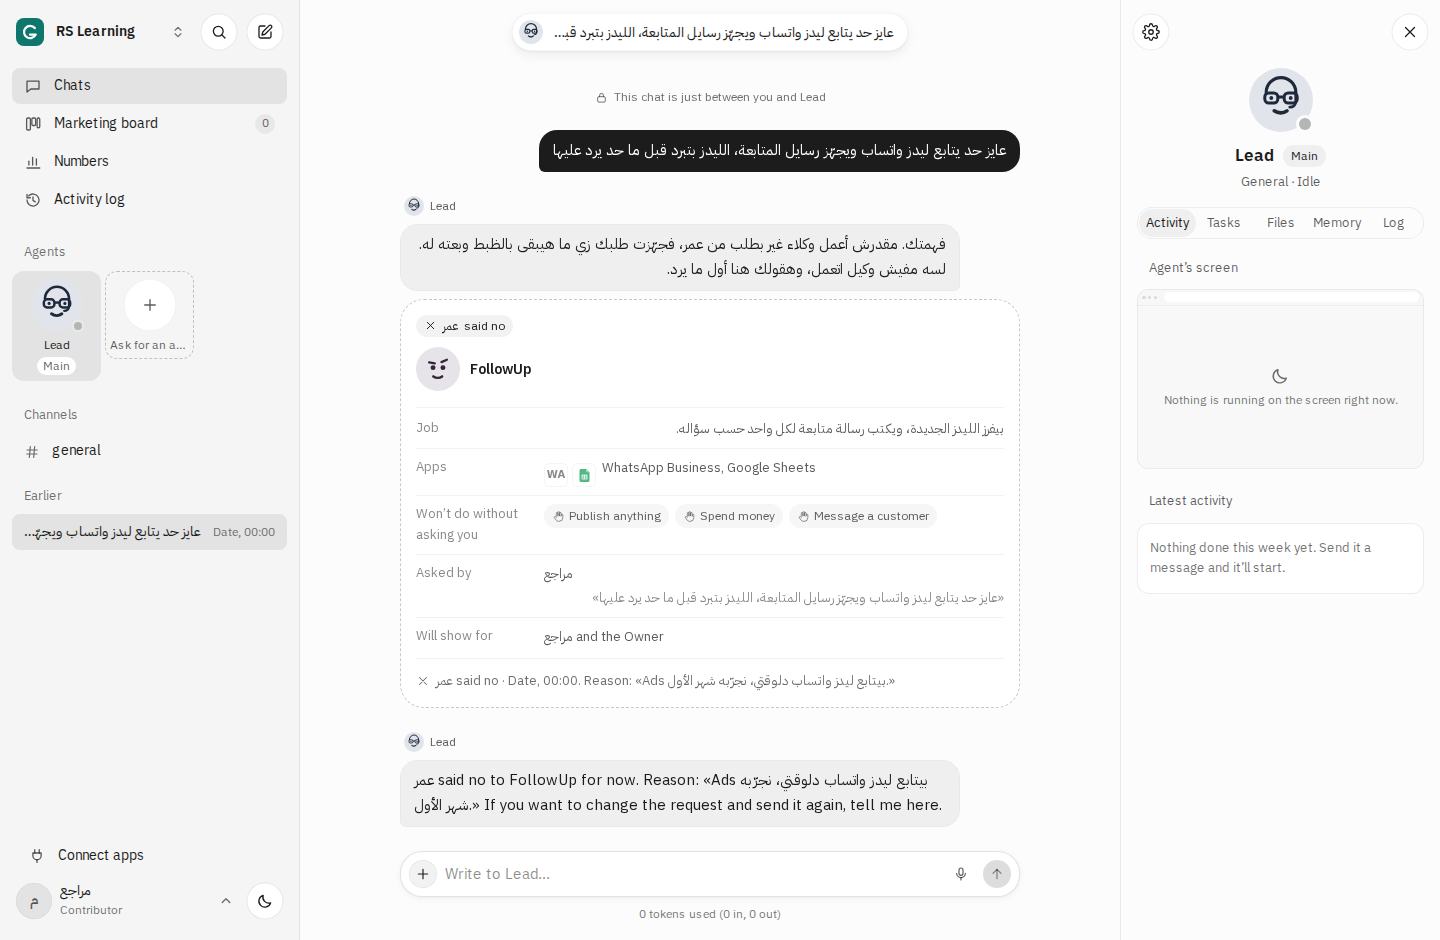 RS Learning
Chats
Marketing board 0
Numbers
Activity log
Agents
Lead
Main
Ask for an a...
Channels
general
Earlier
عايز حد يتابع ليدز واتساب ويجهّ... Date, 00:00
Connect apps
م
مراجع
Contributor
عايز حد يتابع ليدز واتساب ويجهّز رسايل المتابعة، الليدز بتبرد قبـ...
This chat is just between you and Lead
عايز حد يتابع ليدز واتساب ويجهّز رسايل المتابعة، الليدز بتبرد قبل ما حد يرد عليها
Lead
فهمتك. مقدرش أعمل وكلاء غير بطلب من عمر، فجهّزت طلبك زي ما هيبقى بالظبط وبعته له.
لسه مفيش وكيل اتعمل، وهقولك هنا أول ما يرد.
عمر said no
FollowUp
Job بيفرز الليدز الجديدة، ويكتب رسالة متابعة لكل واحد حسب سؤاله.
Apps WA WhatsApp Business, Google Sheets
Won't do without asking you Publish anything Spend money Message a customer
Asked by مراجع
«عايز حد يتابع ليدز واتساب ويجهّز رسايل المتابعة، الليدز بتبرد قبل ما حد يرد عليها»
Will show for مراجع and the Owner
عمر said no · Date, 00:00. Reason: «Ads بيتابع ليدز واتساب دلوقتي، نجرّبه شهر الأول.»
Lead
عمر said no to FollowUp for now. Reason: «Ads بيتابع ليدز واتساب دلوقتي، نجرّبه
شهر الأول.» If you want to change the request and send it again, tell me here.
Write to Lead...
0 tokens used (0 in, 0 out)
Lead Main
General · Idle
Activity Tasks Files Memory Log
Agent's screen
Nothing is running on the screen right now.
Latest activity
Nothing done this week yet. Send it a
message and it'll start.